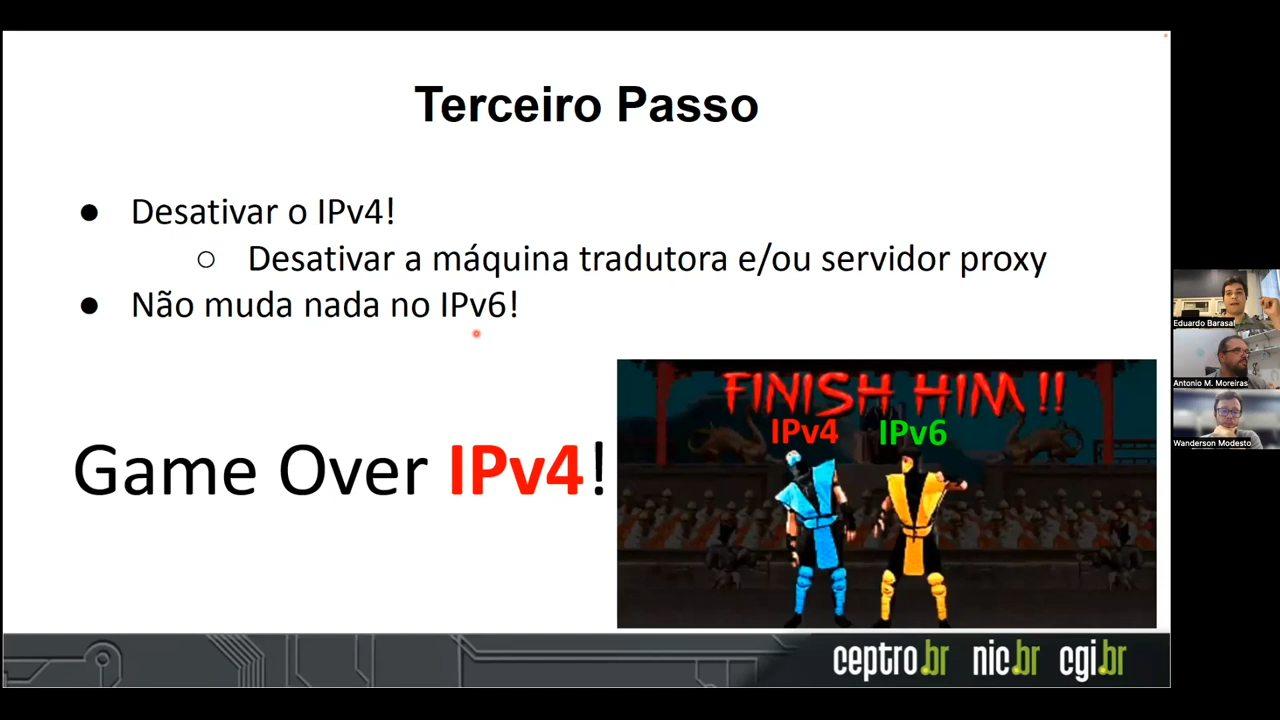 Terceiro Passo
● Desativar o IPv4!
○ Desativar a máquina tradutora e/ou servidor proxy
● Não muda nada no IPv6!
Game Over IPv4!
FINISH HIM!!
IPv4 IPv6
ceptro.br nic.br cgi.br
Eduardo Barasal
Antonio M. Moreiras
Wanderson Modesto